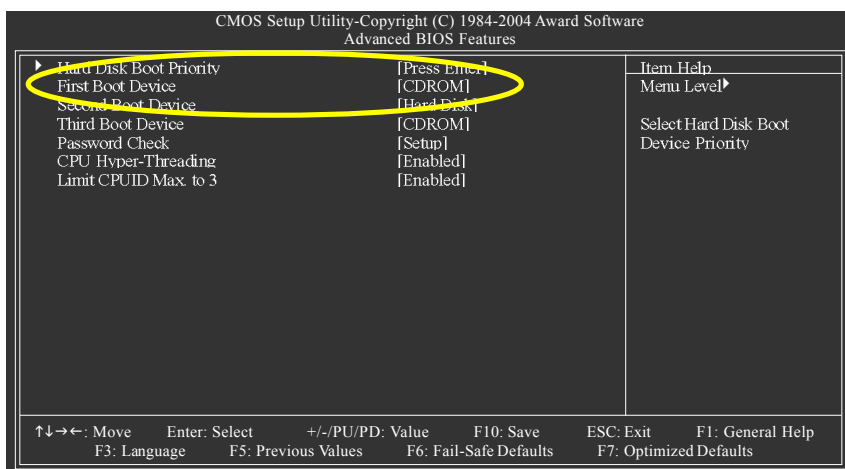 CMOS Setup Utility-Copyright (C) 1984-2004 Award Software
Advanced BIOS Features
Hard Disk Boot Priority [Press Enter]
First Boot Device [CDROM]
Second Boot Device [Hard Disk]
Third Boot Device [CDROM]
Password Check [Setup]
CPU Hyper-Threading [Enabled]
Limit CPUID Max. to 3 [Enabled]
Item Help
Menu Level
Select Hard Disk Boot
Device Priority
↑↓→←: Move Enter: Select +/-/PU/PD: Value F10: Save ESC: Exit F1: General Help
F3: Language F5: Previous Values F6: Fail-Safe Defaults F7: Optimized Defaults